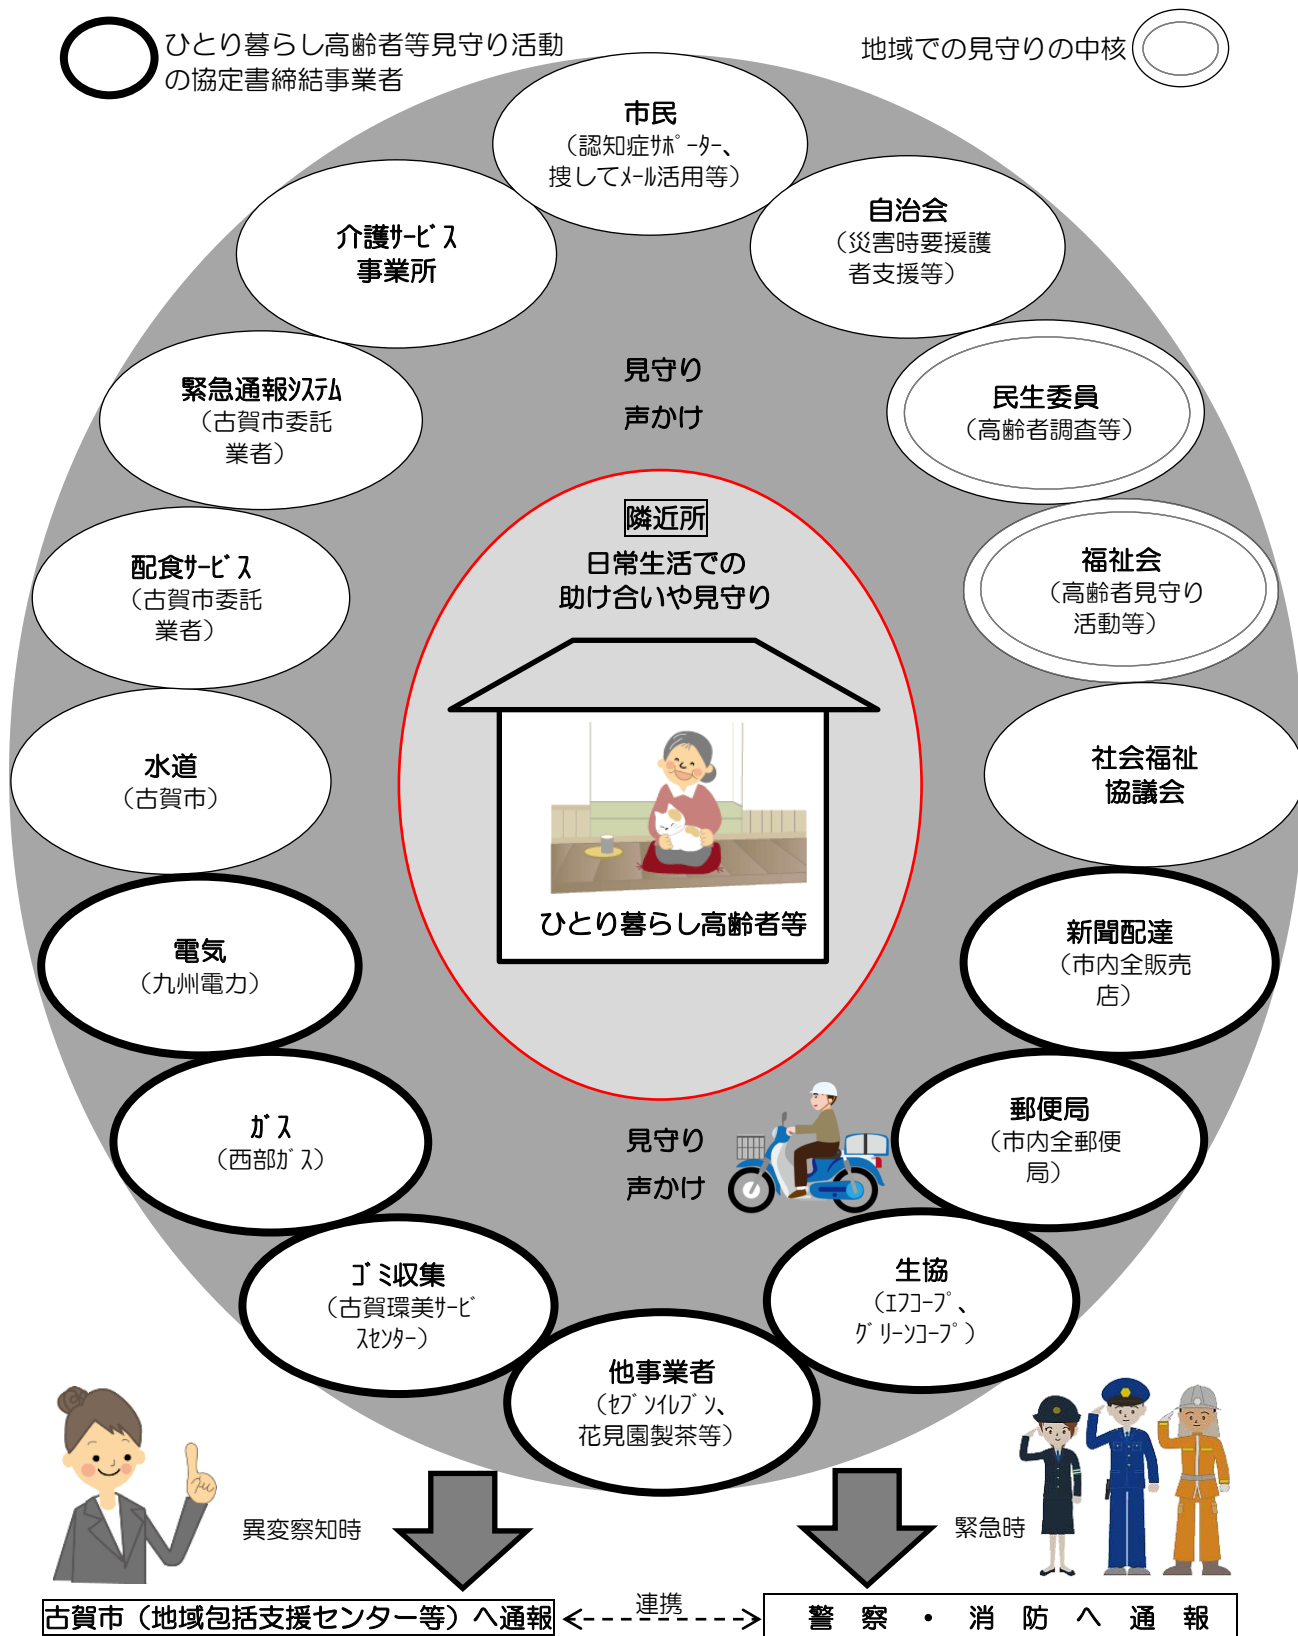 ひとり暮らし高齢者等見守り活動
の協定書締結事業者
地域での見守りの中核
市民
（認知症ｻﾎﾟｰﾀｰ、
捜してﾒｰﾙ活用等）
自治会
（災害時要援護
者支援等）
介護ｻｰﾋﾞｽ
事業所
民生委員
（高齢者調査等）
緊急通報ｼｽﾃﾑ
（古賀市委託
業者）
見守り
声かけ
福祉会
（高齢者見守り
活動等）
配食ｻｰﾋﾞｽ
（古賀市委託
業者）
隣近所
日常生活での
助け合いや見守り
社会福祉
協議会
水道
（古賀市）
ひとり暮らし高齢者等
新聞配達
（市内全販売
店）
電気
（九州電力）
郵便局
（市内全郵便
局）
ｶﾞｽ
（西部ｶﾞｽ）
見守り
声かけ
生協
（ｴﾌｺｰﾌﾟ、
ｸﾞﾘｰﾝｺｰﾌﾟ）
ｺﾞﾐ収集
（古賀環美ｻｰﾋﾞ
ｽｾﾝﾀｰ）
他事業者
（ｾﾌﾞﾝｲﾚﾌﾞﾝ、
花見園製茶等）
異変察知時
緊急時
古賀市（地域包括支援センター等）へ通報
連携
警察・消防へ通報